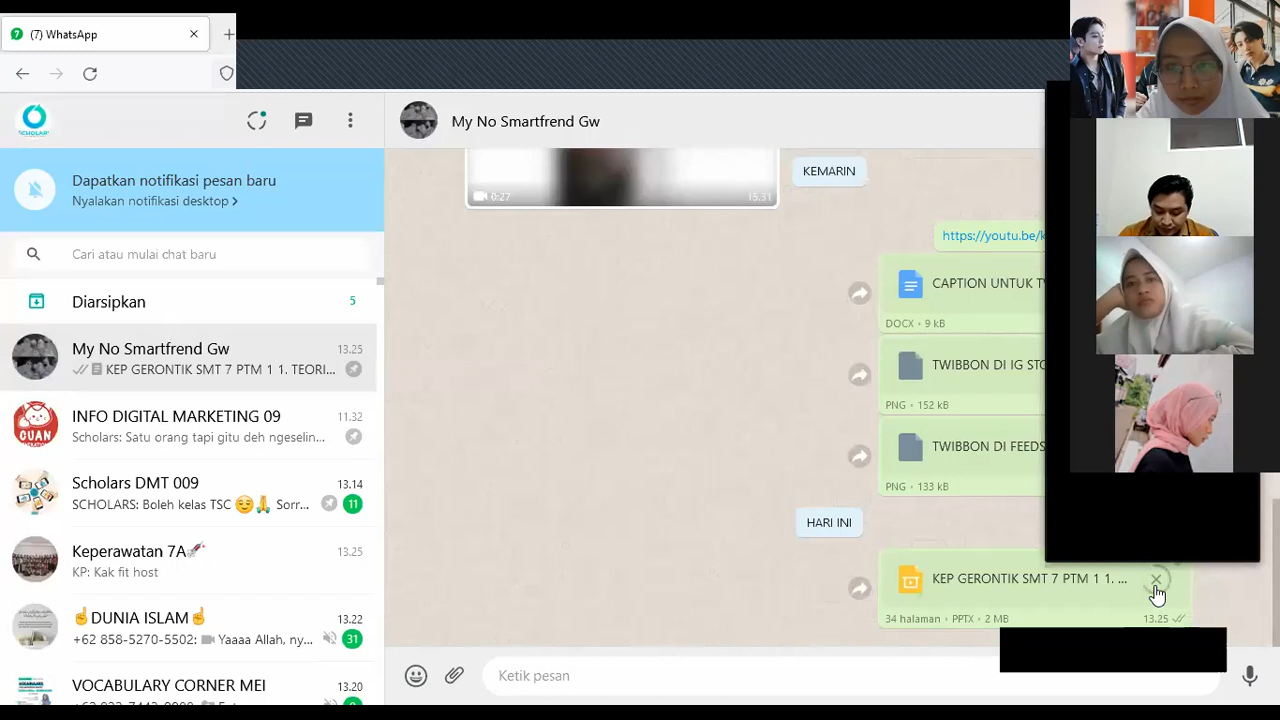 (7) WhatsApp
SCHOLARS
Dapatkan notifikasi pesan baru
Nyalakan notifikasi desktop >
Cari atau mulai chat baru
Diarsipkan
5
My No Smartfrend Gw
13.25
KEP GERONTIK SMT 7 PTM 1 1. TEORI...
CUAN
INFO DIGITAL MARKETING 09
11.32
Scholars: Satu orang tapi gitu deh ngeselin...
Scholars DMT 009
13.14
SCHOLARS: Boleh kelas TSC 😌🙏 Sorr...
11
Keperawatan 7A🚀
13.25
KP: Kak fit host
☝DUNIA ISLAM☝
13.22
+62 858-5270-5502: Yaaaa Allah, ny...
31
VOCABULARY CORNER MEI
13.20
My No Smartfrend Gw
0:27
15.31
KEMARIN
https://youtu.be/
CAPTION UNTUK
DOCX • 9 kB
TWIBBON DI IG
PNG • 152 kB
TWIBBON DI FEEDS
PNG • 133 kB
HARI INI
KEP GERONTIK SMT 7 PTM 1 1. ...
34 halaman • PPTX • 2 MB
13.25
Ketik pesan